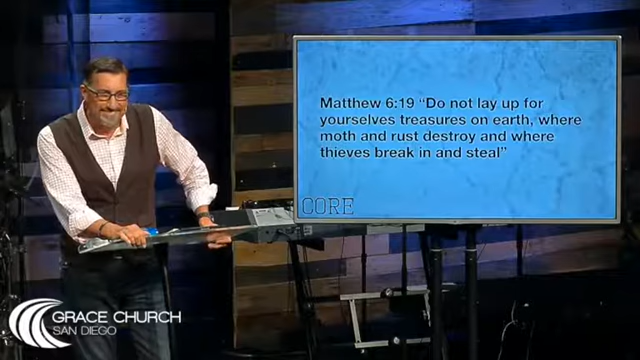 Matthew 6:19 “Do not lay up for
yourselves treasures on earth, where
moth and rust destroy and where
thieves break in and steal”
CORE
GRACE CHURCH
SAN DIEGO